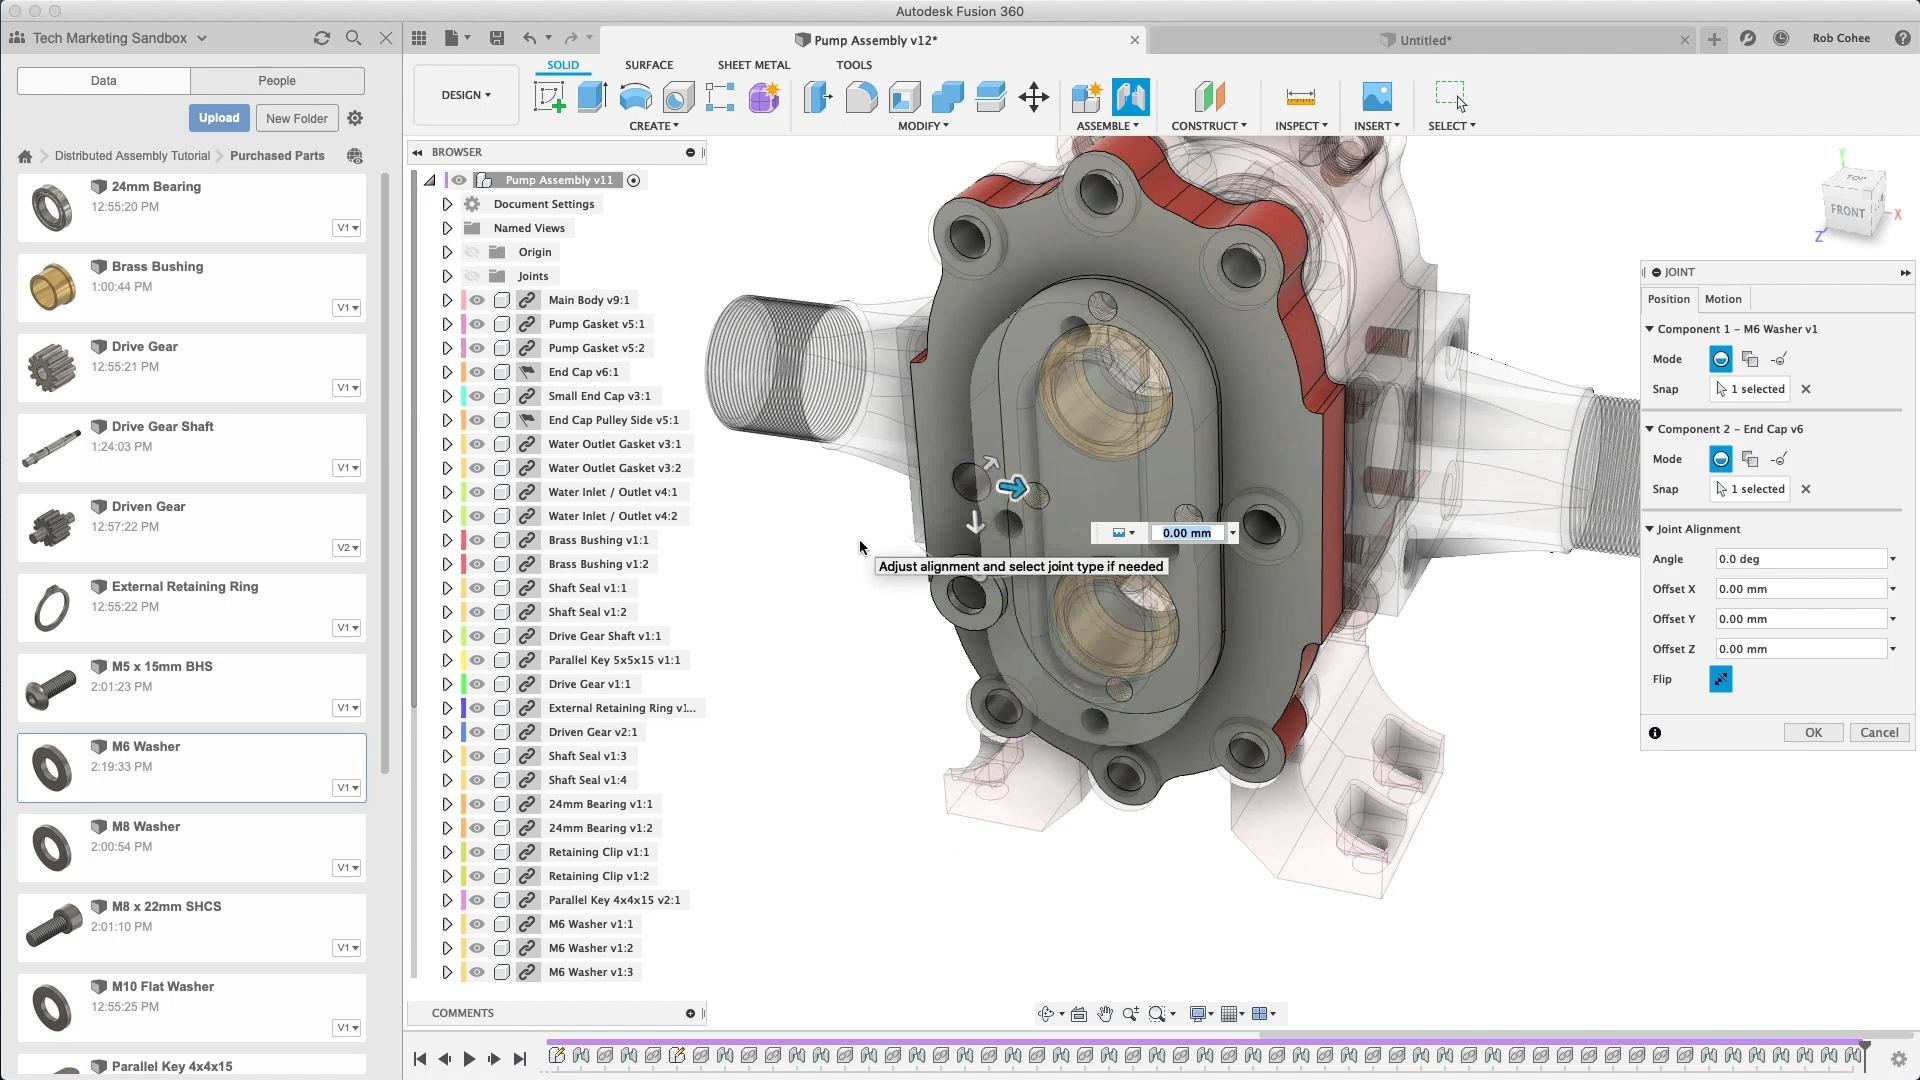 Autodesk Fusion 360
Tech Marketing Sandbox
Pump Assembly v12*
Untitled*
Rob Cohee
Data
People
Upload
New Folder
Distributed Assembly Tutorial
Purchased Parts
24mm Bearing
12:55:20 PM
V1
Brass Bushing
1:00:44 PM
V1
Drive Gear
12:55:21 PM
V1
Drive Gear Shaft
1:24:03 PM
V1
Driven Gear
12:57:22 PM
V2
External Retaining Ring
12:55:22 PM
V1
M5 x 15mm BHS
2:01:23 PM
V1
M6 Washer
2:19:33 PM
V1
M8 Washer
2:00:54 PM
V1
M8 x 22mm SHCS
2:01:10 PM
V1
M10 Flat Washer
12:55:25 PM
V1
Parallel Key 4x4x15
DESIGN
SOLID
SURFACE
SHEET METAL
TOOLS
CREATE
MODIFY
ASSEMBLE
CONSTRUCT
INSPECT
INSERT
SELECT
BROWSER
Pump Assembly v11
Document Settings
Named Views
Origin
Joints
Main Body v9:1
Pump Gasket v5:1
Pump Gasket v5:2
End Cap v6:1
Small End Cap v3:1
End Cap Pulley Side v5:1
Water Outlet Gasket v3:1
Water Outlet Gasket v3:2
Water Inlet / Outlet v4:1
Water Inlet / Outlet v4:2
Brass Bushing v1:1
Brass Bushing v1:2
Shaft Seal v1:1
Shaft Seal v1:2
Drive Gear Shaft v1:1
Parallel Key 5x5x15 v1:1
Drive Gear v1:1
External Retaining Ring v1...
Driven Gear v2:1
Shaft Seal v1:3
Shaft Seal v1:4
24mm Bearing v1:1
24mm Bearing v1:2
Retaining Clip v1:1
Retaining Clip v1:2
Parallel Key 4x4x15 v2:1
M6 Washer v1:1
M6 Washer v1:2
M6 Washer v1:3
COMMENTS
0.00 mm
Adjust alignment and select joint type if needed
Y
TOP
FRONT
X
Z
JOINT
Position
Motion
Component 1 - M6 Washer v1
Mode
Snap
1 selected
Component 2 - End Cap v6
Mode
Snap
1 selected
Joint Alignment
Angle
0.0 deg
Offset X
0.00 mm
Offset Y
0.00 mm
Offset Z
0.00 mm
Flip
OK
Cancel